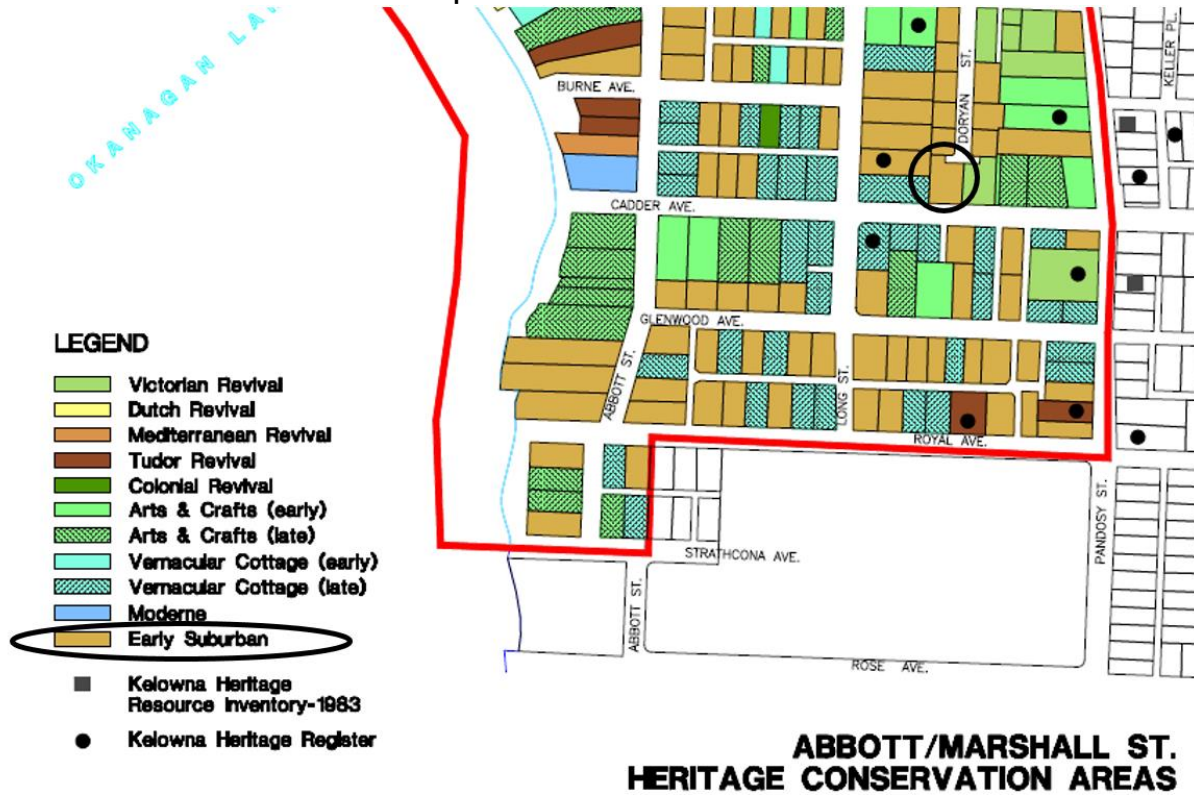 OKANAGAN LA
KELLER PL.
DORYAN ST.
BURNE AVE.
CADDER AVE.
GLENWOOD AVE.
ABBOTT ST.
LONG ST.
ROYAL AVE.
STRATHCONA AVE.
PANDOSY ST.
ABBOTT ST.
ROSE AVE.
LEGEND
Victorian Revival
Dutch Revival
Mediterranean Revival
Tudor Revival
Colonial Revival
Arts & Crafts (early)
Arts & Crafts (late)
Vernacular Cottage (early)
Vernacular Cottage (late)
Moderne
Early Suburban
Kelowna Heritage
Resource Inventory-1983
Kelowna Heritage Register
ABBOTT/MARSHALL ST.
HERITAGE CONSERVATION AREAS